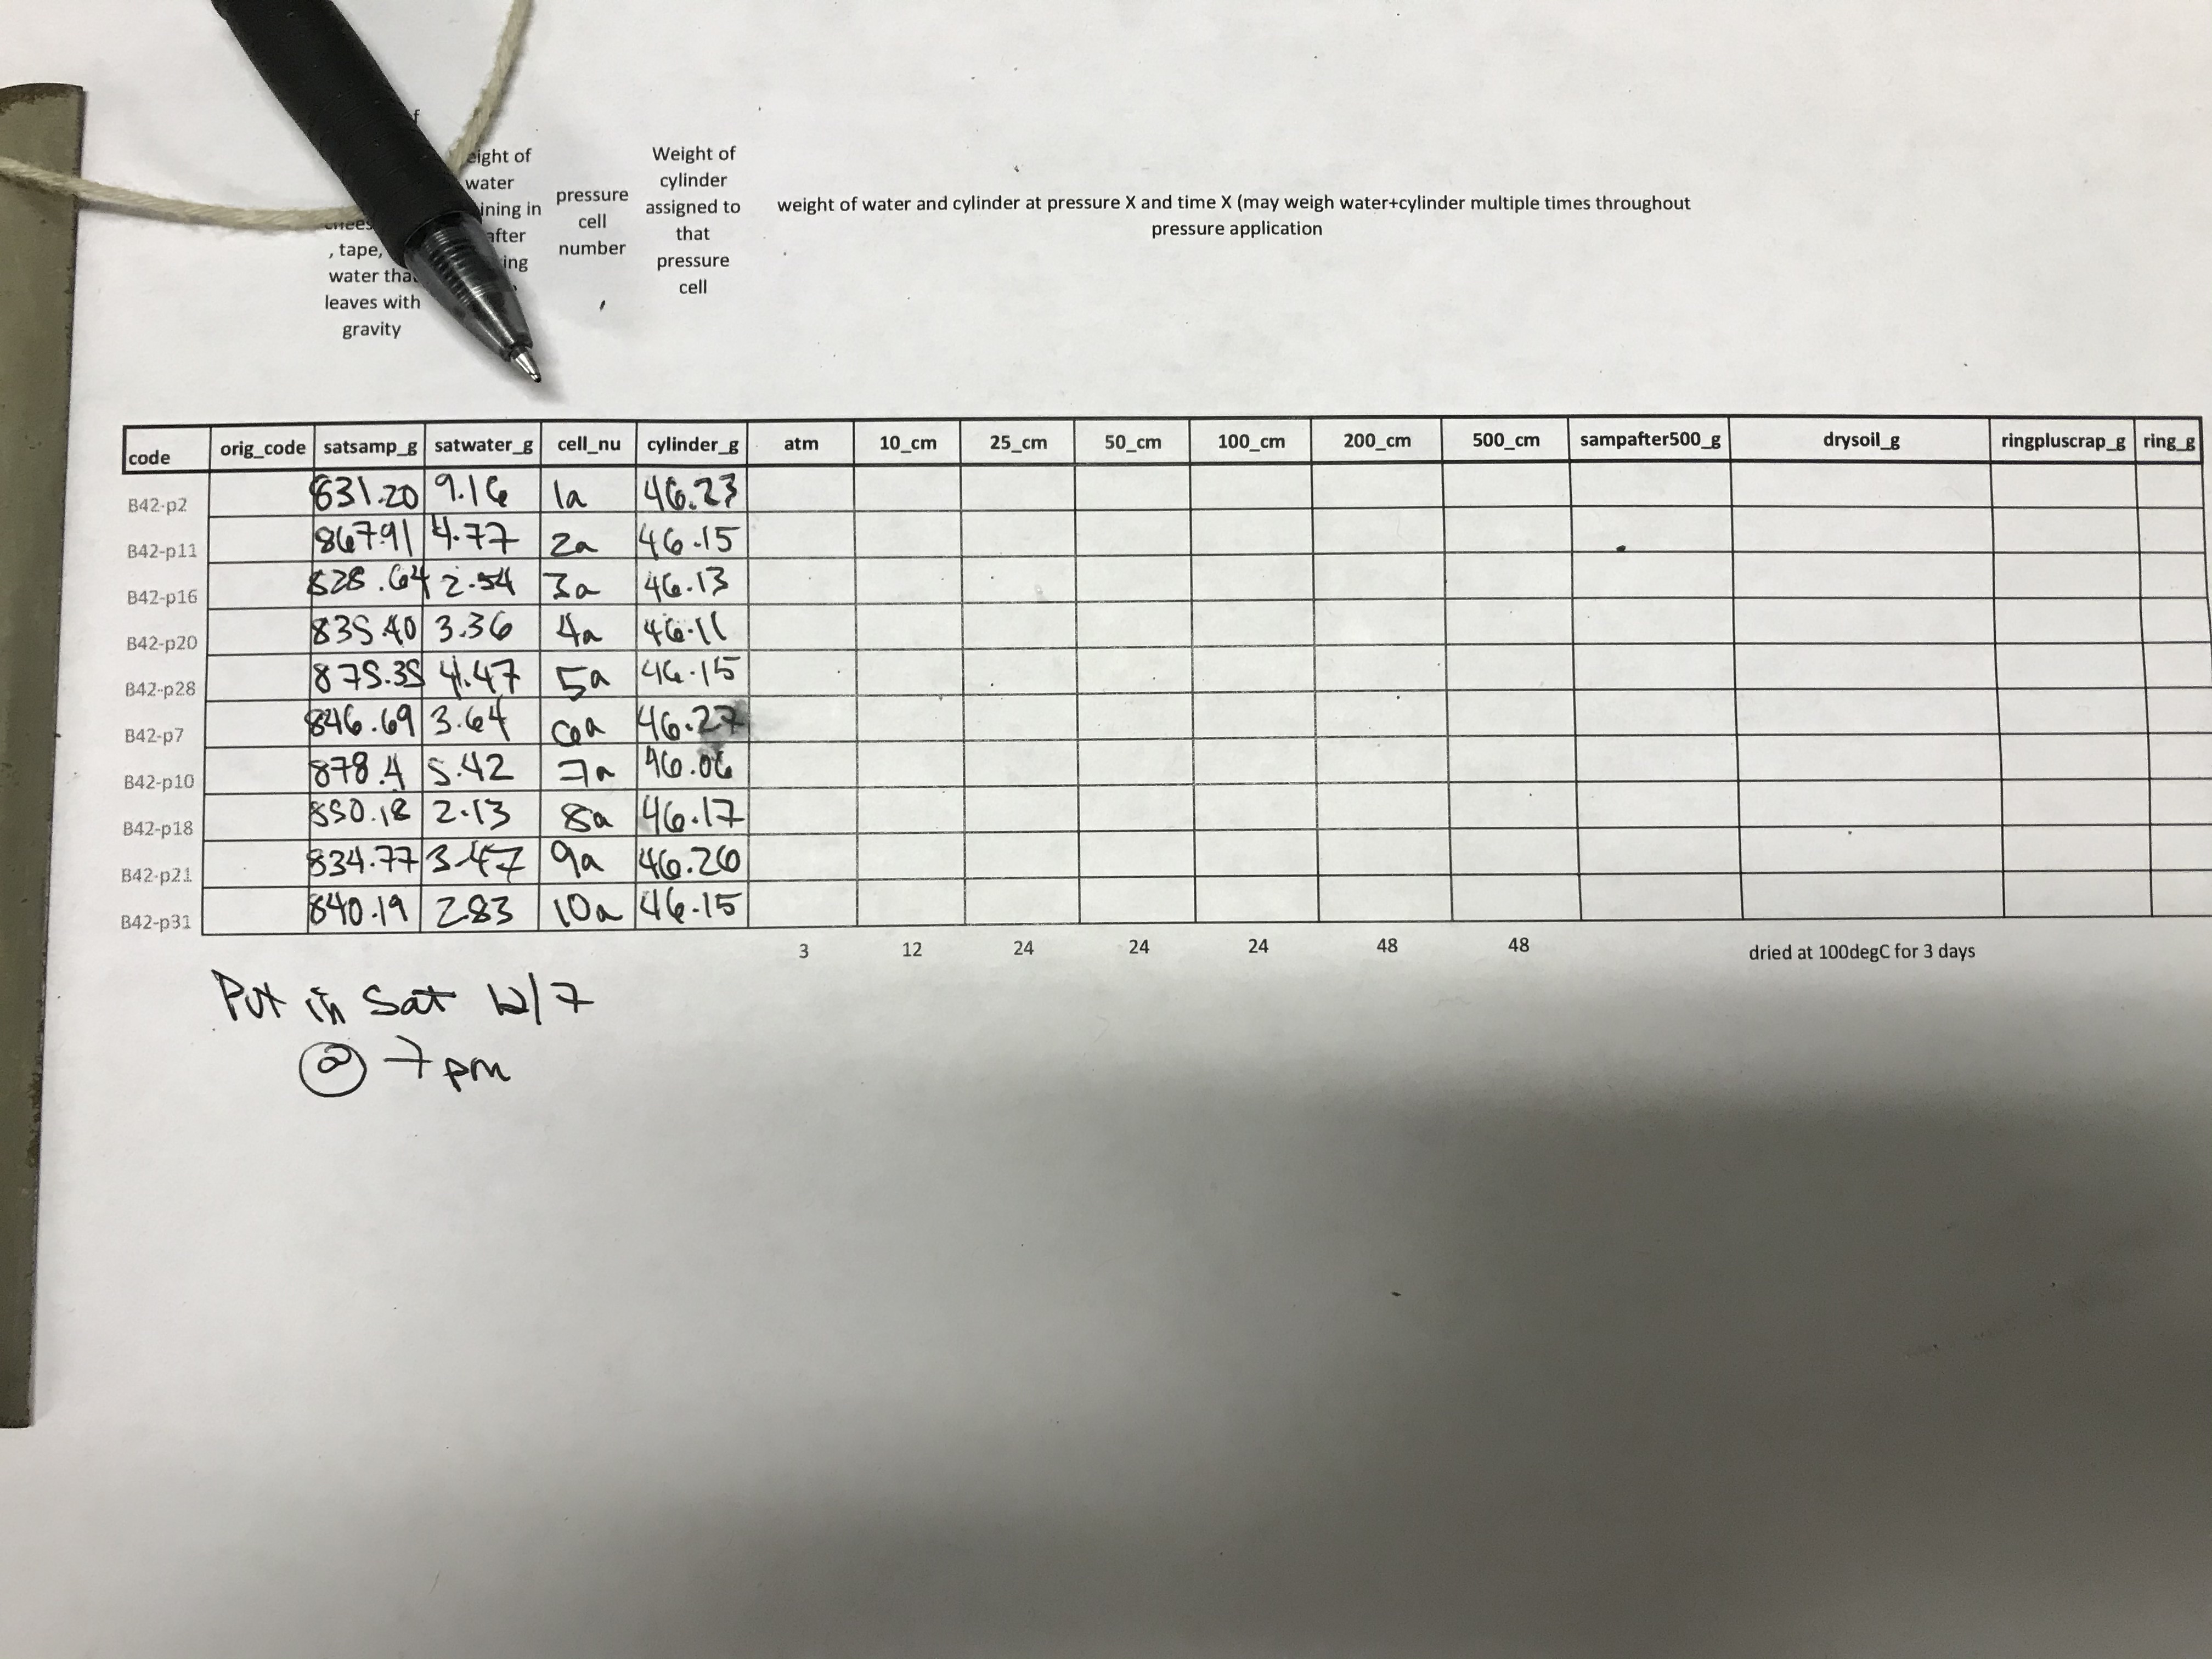 f
eight of
water
ining in
after
ing
, tape,
water tha
leaves with
gravity
pressure
cell
number
Weight of
cylinder
assigned to
that
pressure
cell
weight of water and cylinder at pressure X and time X (may weigh water+cylinder multiple times throughout
pressure application
code orig_code satsamp_g satwater_g cell_nu cylinder_g atm 10_cm 25_cm 50_cm 100_cm 200_cm 500_cm sampafter500_g drysoil_g ringpluscrap_g ring_g
B42-p2 831.20 9.16 1a 46.23
B42-p11 867.91 4.77 2a 46.15
B42-p16 828.64 2.54 3a 46.13
B42-p20 835.40 3.36 4a 46.11
B42-p28 875.35 4.47 5a 46.15
B42-p7 846.69 3.64 6a 46.27
B42-p10 878.4 5.42 7a 46.06
B42-p18 850.18 2.13 8a 46.17
B42-p21 834.77 3.47 9a 46.26
B42-p31 840.19 2.83 10a 46.15
3 12 24 24 24 48 48 dried at 100degC for 3 days
Put in Sat 12/7
@ 7pm